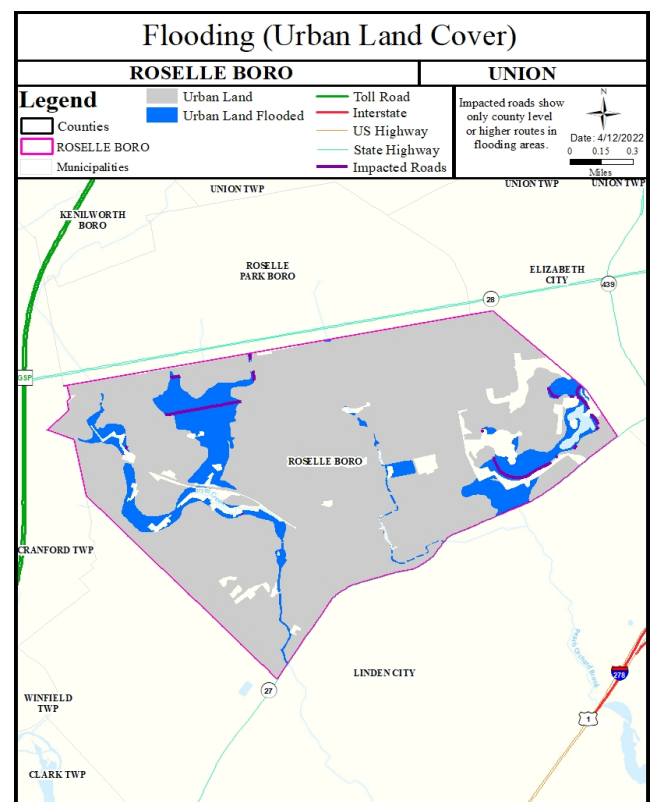 Flooding (Urban Land Cover)
ROSELLE BORO
UNION
Legend
Counties
ROSELLE BORO
Municipalities
Urban Land
Urban Land Flooded
Toll Road
Interstate
US Highway
State Highway
Impacted Roads
Impacted roads show
only county level
or higher routes in
flooding areas.
N
Date: 4/12/2022
0 0.15 0.3
Miles
UNION TWP
UNION TWP
UNION TWP
KENILWORTH
BORO
ROSELLE
PARK BORO
ELIZABETH
CITY
439
28
GSP
ROSELLE BORO
CRANFORD TWP
LINDEN CITY
Peach Orchard Brook
278
27
1
WINFIELD
TWP
CLARK TWP